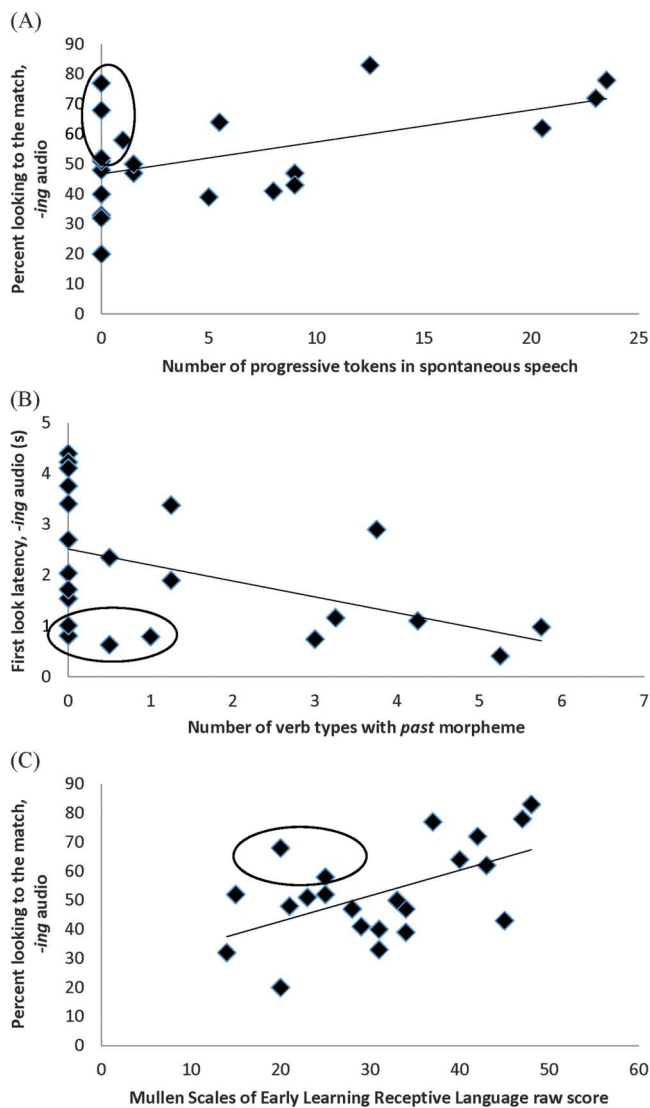 (A)
Percent looking to the match,
-ing audio
90
80
70
60
50
40
30
20
10
0
0 5 10 15 20 25
Number of progressive tokens in spontaneous speech
(B)
First look latency, -ing audio (s)
5
4
3
2
1
0
0 1 2 3 4 5 6 7
Number of verb types with past morpheme
(C)
Percent looking to the match,
-ing audio
90
80
70
60
50
40
30
20
10
0
0 10 20 30 40 50 60
Mullen Scales of Early Learning Receptive Language raw score